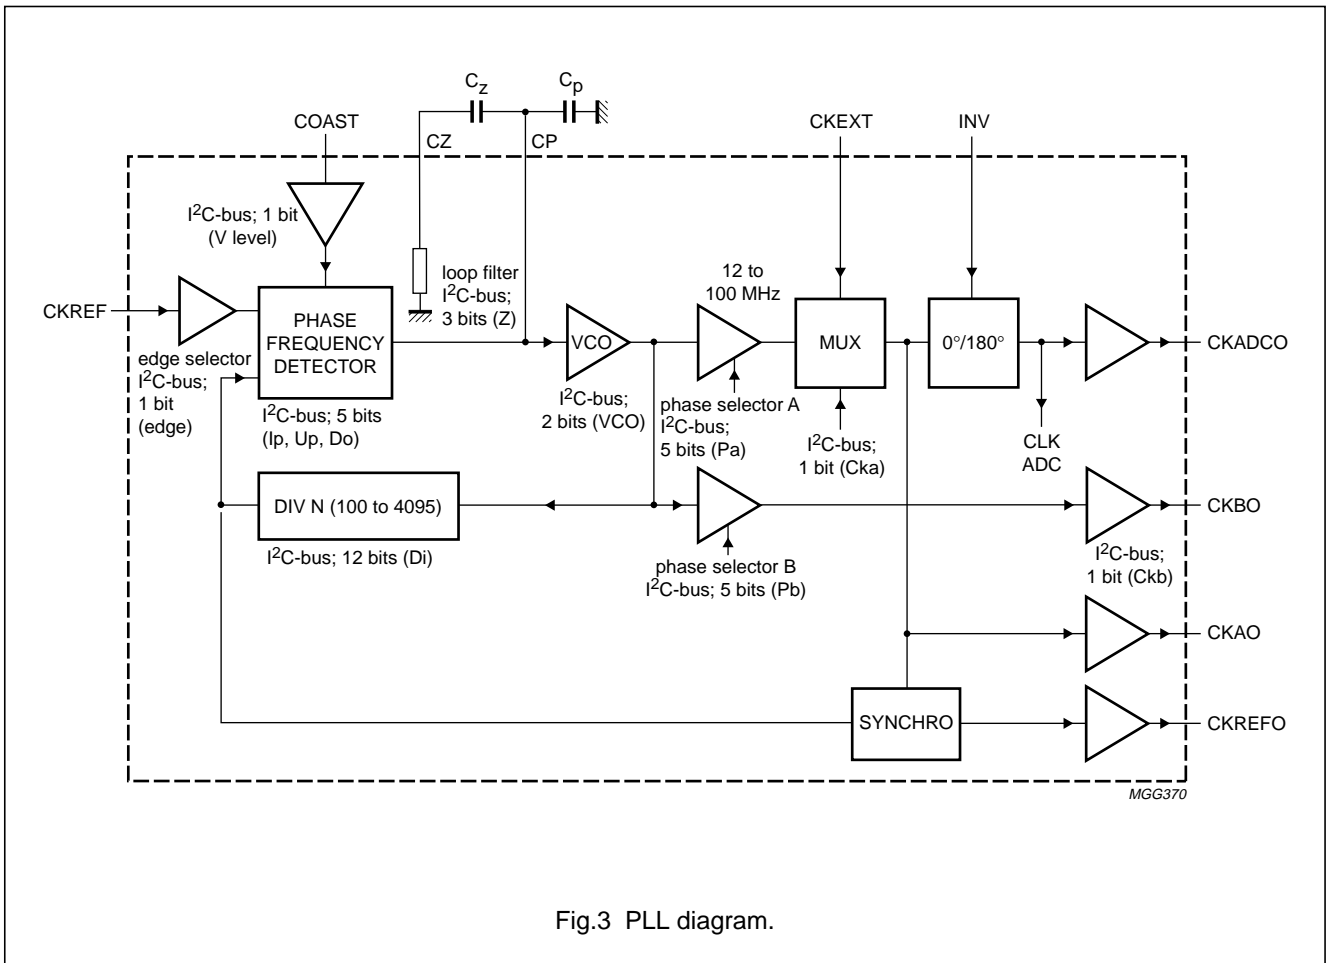 Cz
Cp
COAST
CZ
CP
CKEXT
INV
I2C-bus; 1 bit
(V level)
CKREF
PHASE
FREQUENCY
DETECTOR
edge selector
I2C-bus;
1 bit
(edge)
I2C-bus; 5 bits
(Ip, Up, Do)
loop filter
I2C-bus;
3 bits (Z)
VCO
I2C-bus;
2 bits (VCO)
12 to
100 MHz
phase selector A
I2C-bus;
5 bits (Pa)
MUX
I2C-bus;
1 bit (Cka)
0°/180°
CLK
ADC
CKADCO
DIV N (100 to 4095)
I2C-bus; 12 bits (Di)
phase selector B
I2C-bus; 5 bits (Pb)
CKBO
I2C-bus;
1 bit (Ckb)
CKAO
SYNCHRO
CKREFO
MGG370
Fig.3 PLL diagram.